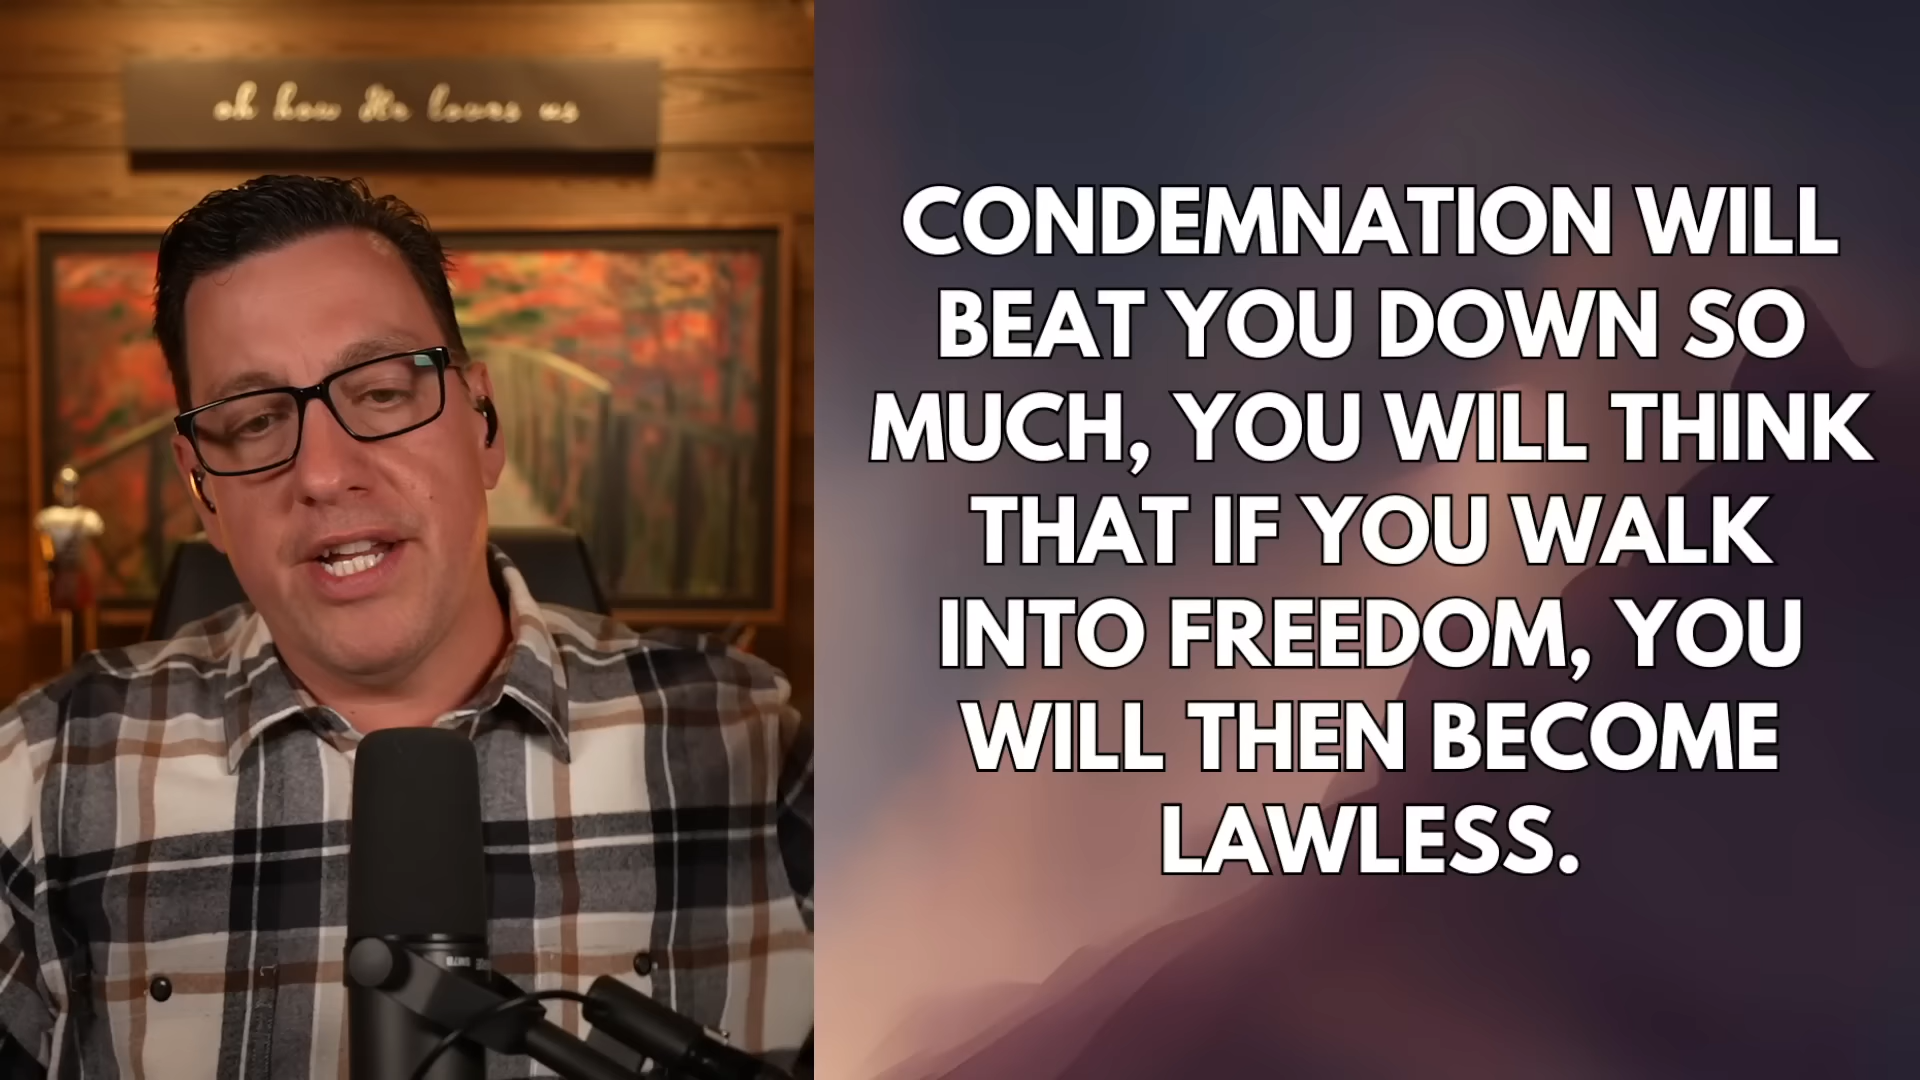 oh how He loves us
CONDEMNATION WILL
BEAT YOU DOWN SO
MUCH, YOU WILL THINK
THAT IF YOU WALK
INTO FREEDOM, YOU
WILL THEN BECOME
LAWLESS.
SM7B